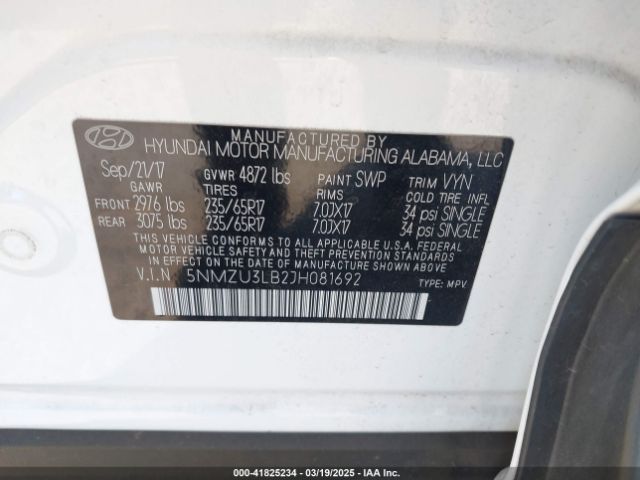 MANUFACTURED BY
HYUNDAI MOTOR MANUFACTURING ALABAMA, LLC
Sep/21/17 GVWR 4872 lbs PAINT SWP TRIM VYN
GAWR TIRES RIMS COLD TIRE INFL
FRONT 2976 lbs 235/65R17 7.0JX17 34 psi SINGLE
REAR 3075 lbs 235/65R17 7.0JX17 34 psi SINGLE
THIS VEHICLE CONFORMS TO ALL APPLICABLE U.S.A. FEDERAL
MOTOR VEHICLE SAFETY AND THEFT PREVENTION STANDARDS
IN EFFECT ON THE DATE OF MANUFACTURE SHOWN ABOVE.
V.I.N 5NMZU3LB2JH081692
TYPE: MPV
000-41825234 - 03/19/2025 - IAA Inc.